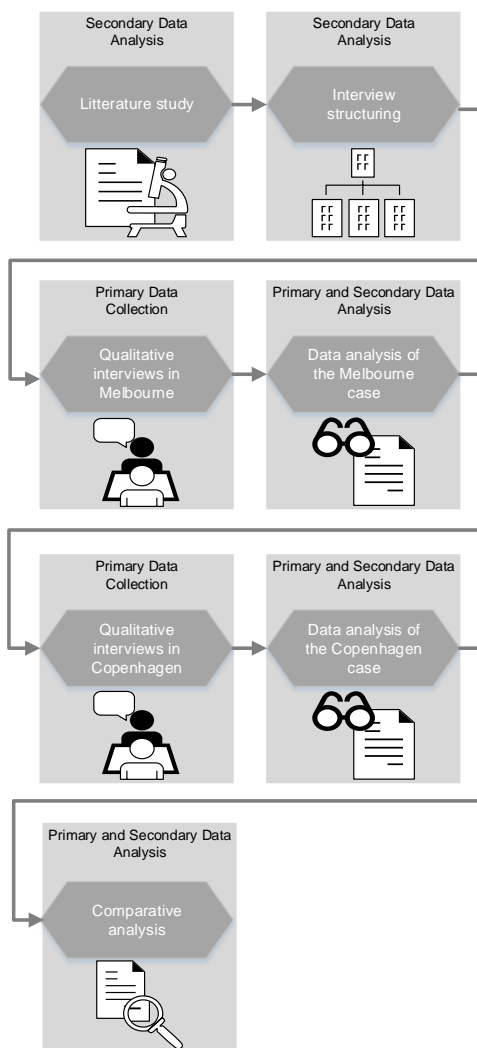 Secondary Data
Analysis
Litterature study
Secondary Data
Analysis
Interview
structuring
Primary Data
Collection
Qualitative
interviews in
Melbourne
Primary and Secondary Data
Analysis
Data analysis of
the Melbourne
case
Primary Data
Collection
Qualitative
interviews in
Copenhagen
Primary and Secondary Data
Analysis
Data analysis of
the Copenhagen
case
Primary and Secondary Data
Analysis
Comparative
analysis